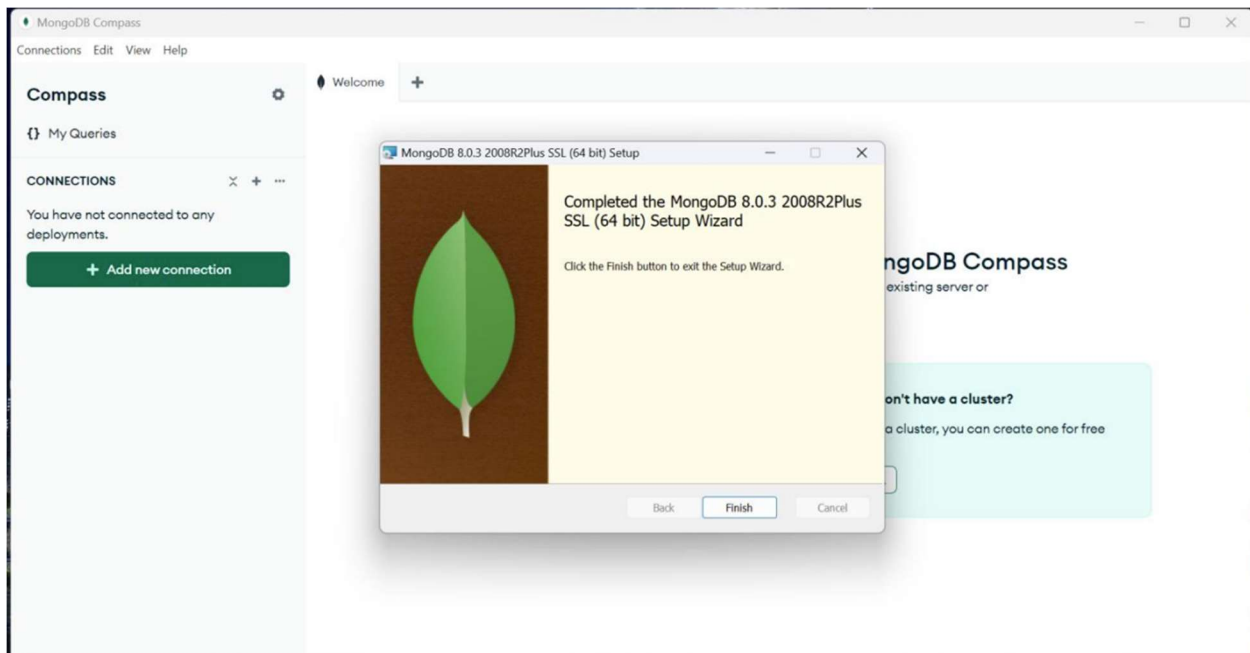 MongoDB Compass
Connections Edit View Help
Compass
{} My Queries
CONNECTIONS
You have not connected to any
deployments.
+ Add new connection
Welcome +
MongoDB 8.0.3 2008R2Plus SSL (64 bit) Setup
Completed the MongoDB 8.0.3 2008R2Plus
SSL (64 bit) Setup Wizard
Click the Finish button to exit the Setup Wizard.
Back Finish Cancel
ngoDB Compass
existing server or
on't have a cluster?
a cluster, you can create one for free